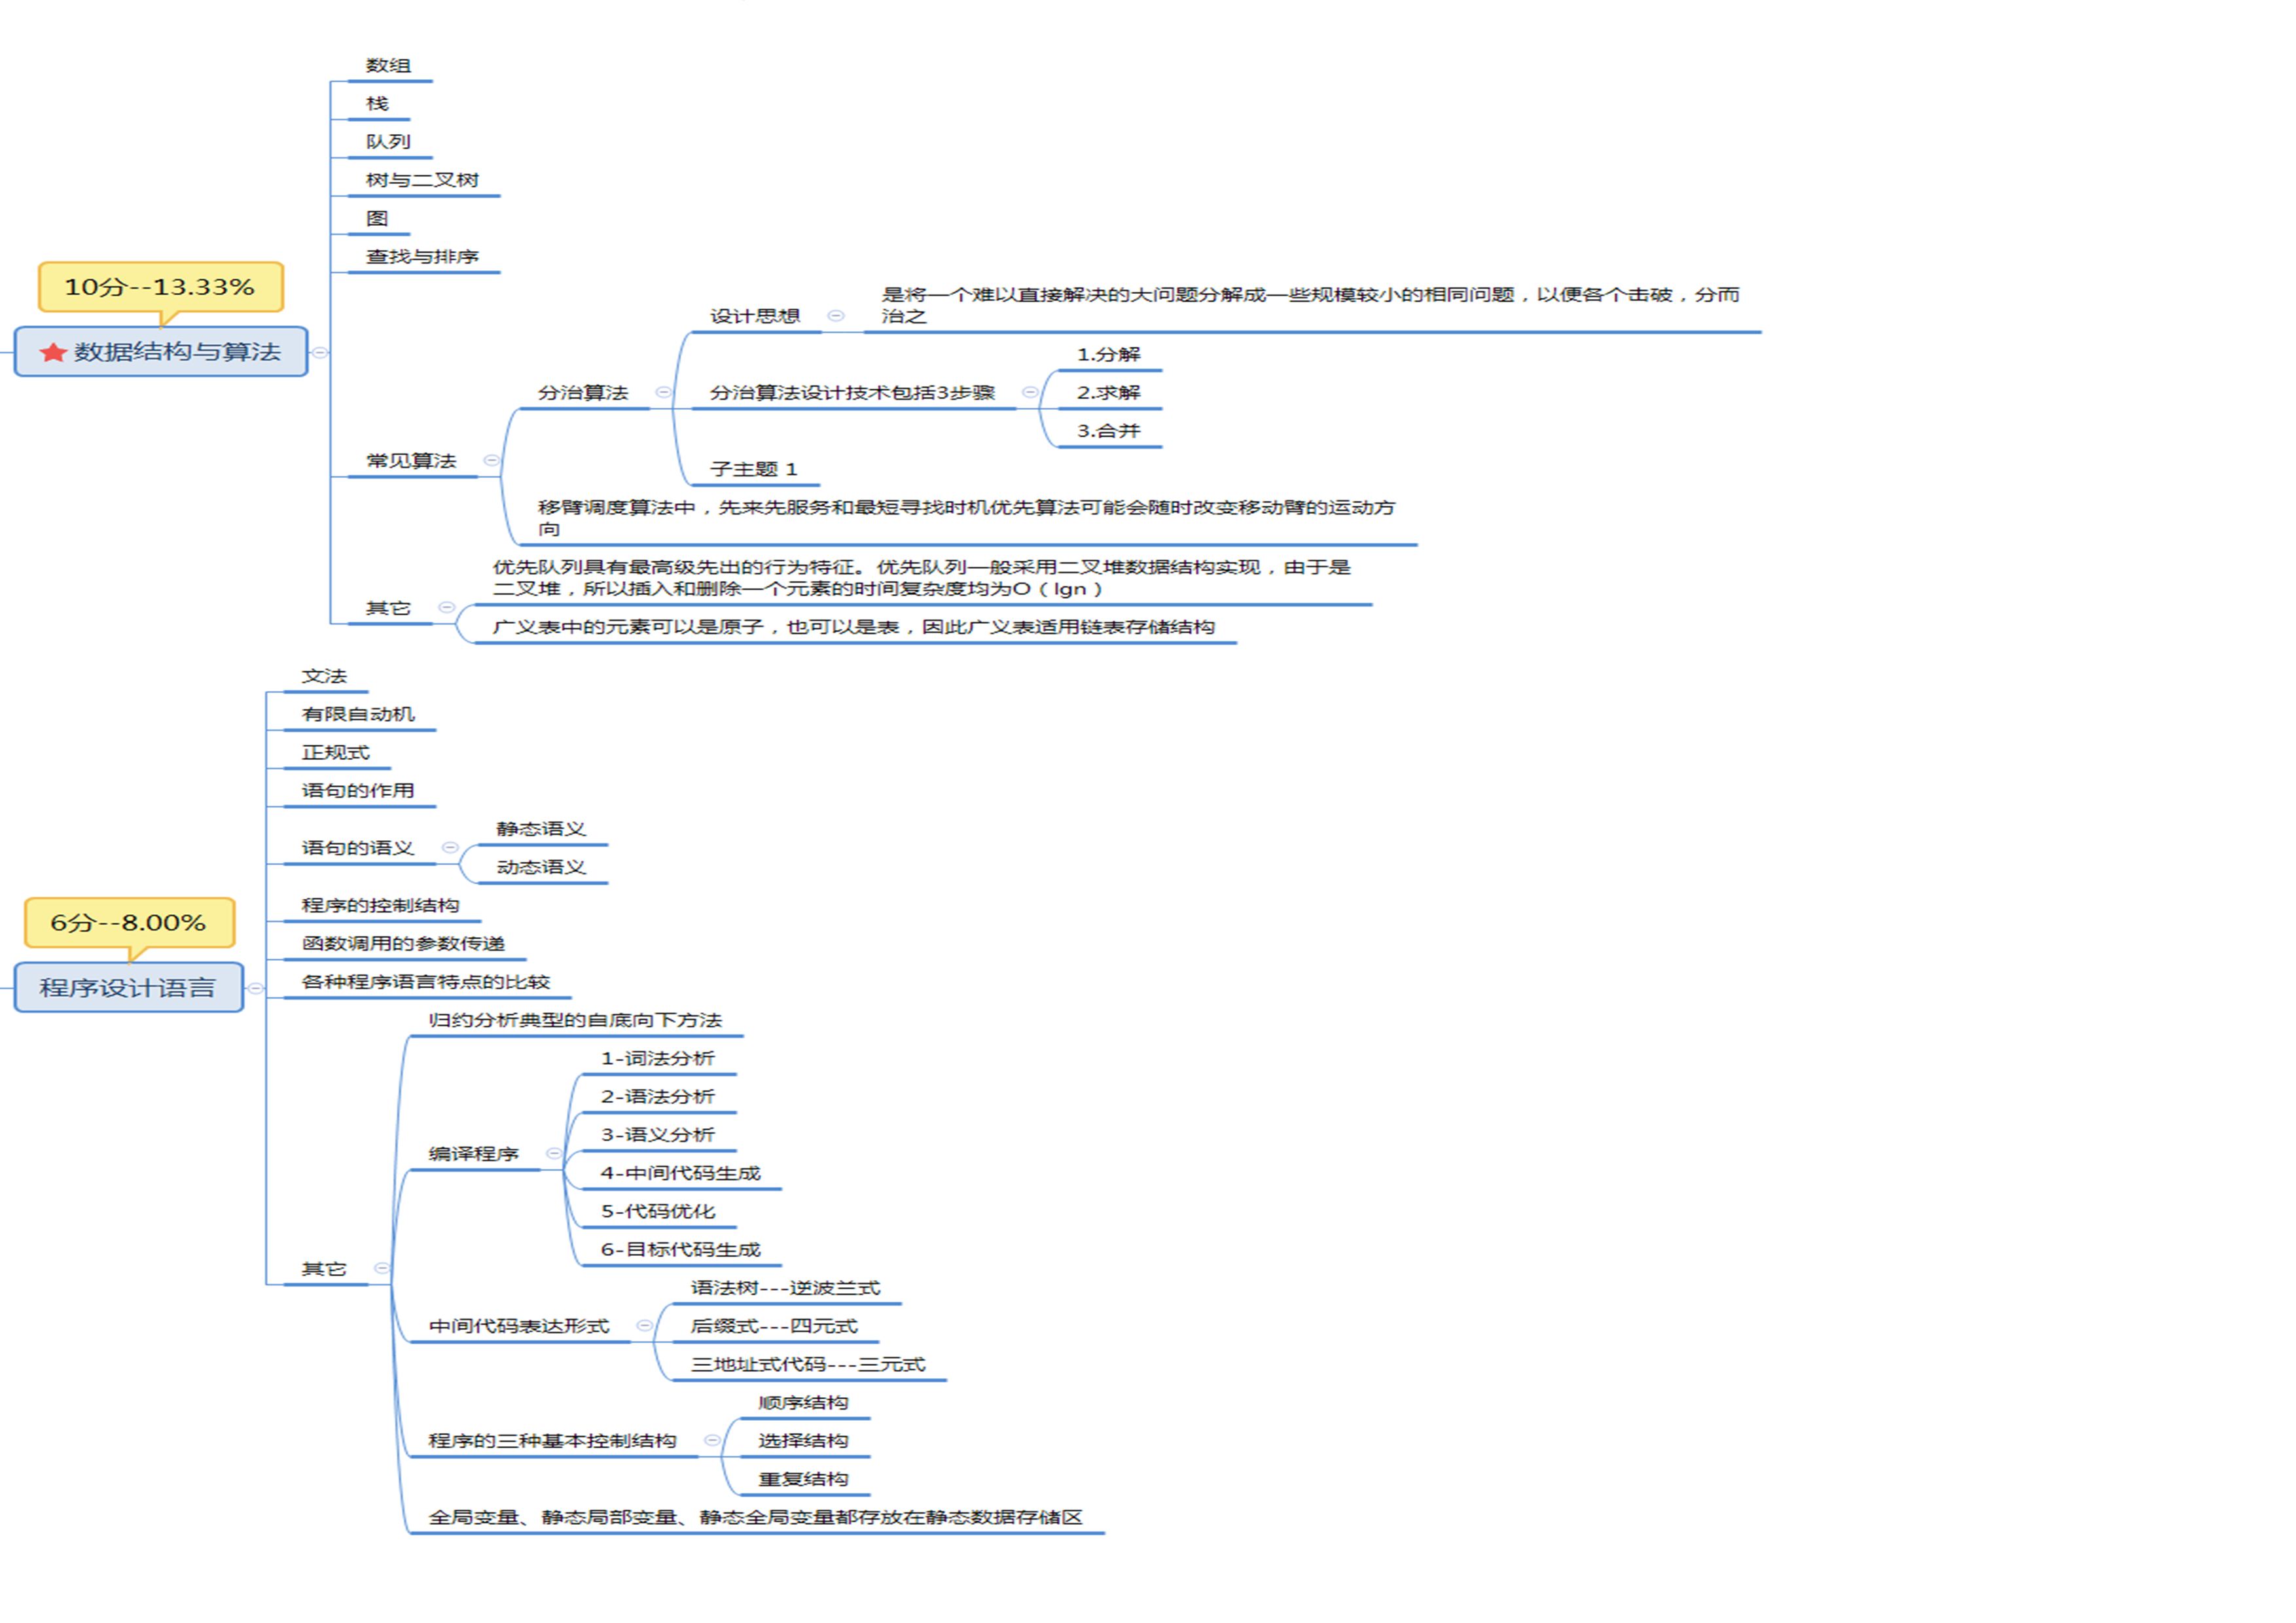 数组
栈
队列
树与二叉树
图
查找与排序
10分--13.33%
数据结构与算法
是将一个难以直接解决的大问题分解成一些规模较小的相同问题，以便各个击破，分而
治之
设计思想
1.分解
分治算法
分治算法设计技术包括3步骤
2.求解
3.合并
常见算法
子主题 1
移臂调度算法中，先来先服务和最短寻找时机优先算法可能会随时改变移动臂的运动方
向
优先队列具有最高级先出的行为特征。优先队列一般采用二叉堆数据结构实现，由于是
二叉堆，所以插入和删除一个元素的时间复杂度均为O（lgn）
其它
广义表中的元素可以是原子，也可以是表，因此广义表适用链表存储结构
文法
有限自动机
正规式
语句的作用
静态语义
语句的语义
动态语义
程序的控制结构
6分--8.00%
函数调用的参数传递
程序设计语言
各种程序语言特点的比较
归约分析典型的自底向下方法
1-词法分析
2-语法分析
3-语义分析
编译程序
4-中间代码生成
5-代码优化
6-目标代码生成
其它
语法树---逆波兰式
中间代码表达形式
后缀式---四元式
三地址式代码---三元式
顺序结构
程序的三种基本控制结构
选择结构
重复结构
全局变量、静态局部变量、静态全局变量都存放在静态数据存储区